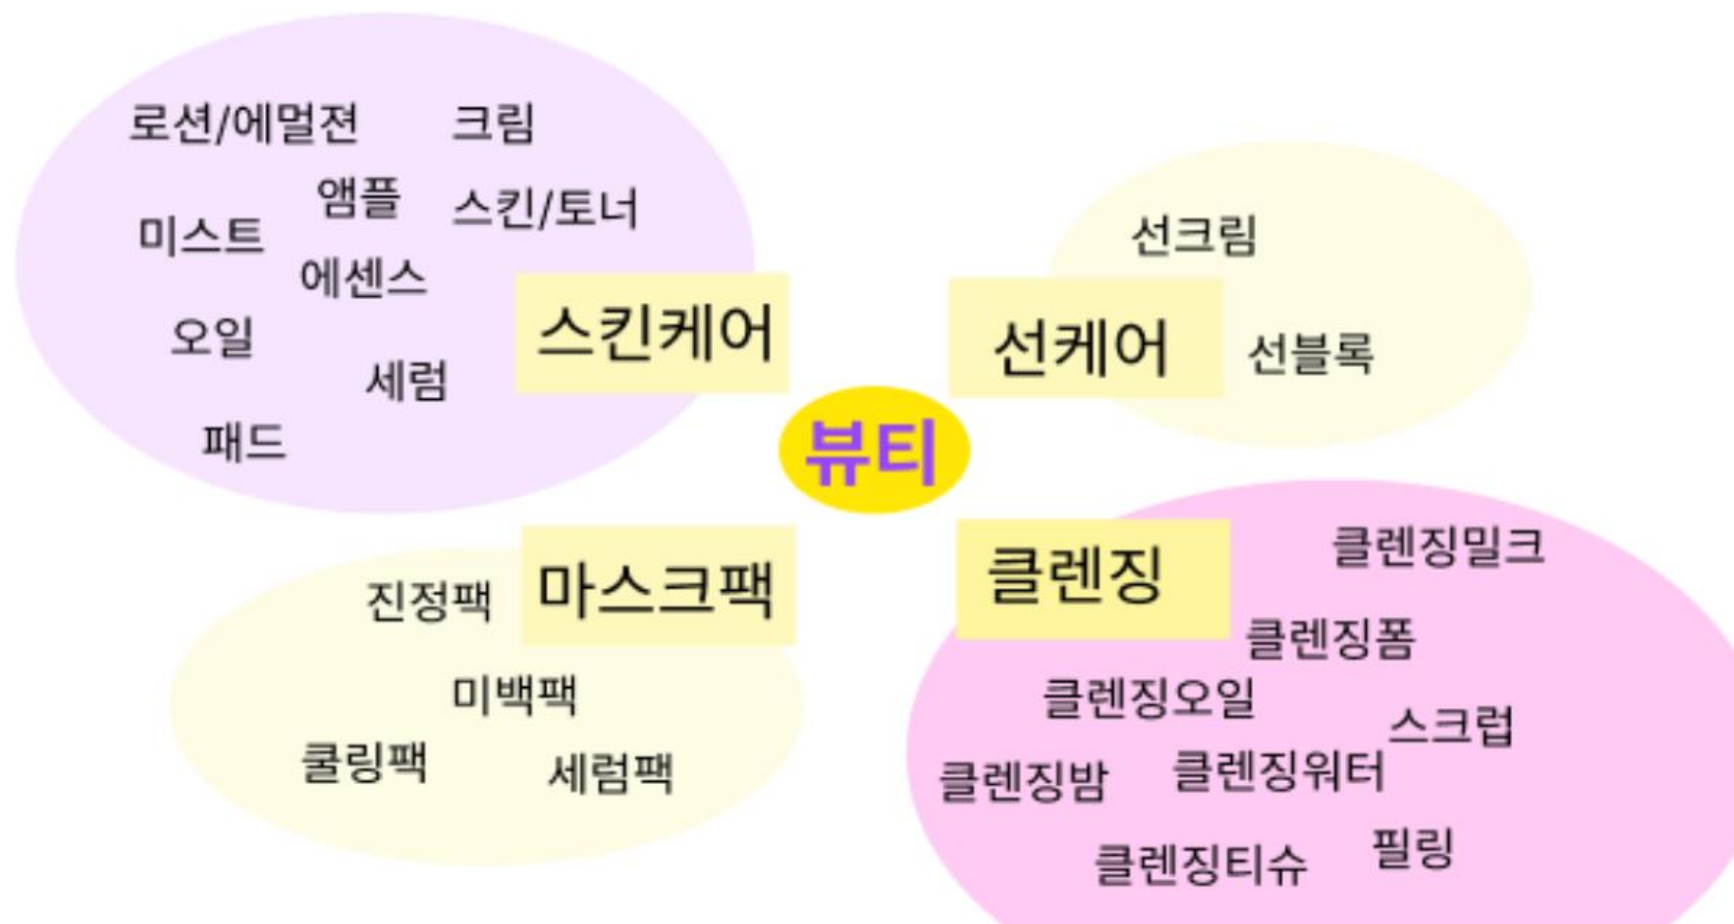 로션/에멀젼
크림
앰플
스킨/토너
미스트
에센스
오일
세럼
패드
스킨케어
선크림
선케어
선블록
뷰티
진정팩
마스크팩
미백팩
쿨링팩
세럼팩
클렌징
클렌징밀크
클렌징폼
클렌징오일
스크럽
클렌징밤
클렌징워터
클렌징티슈
필링